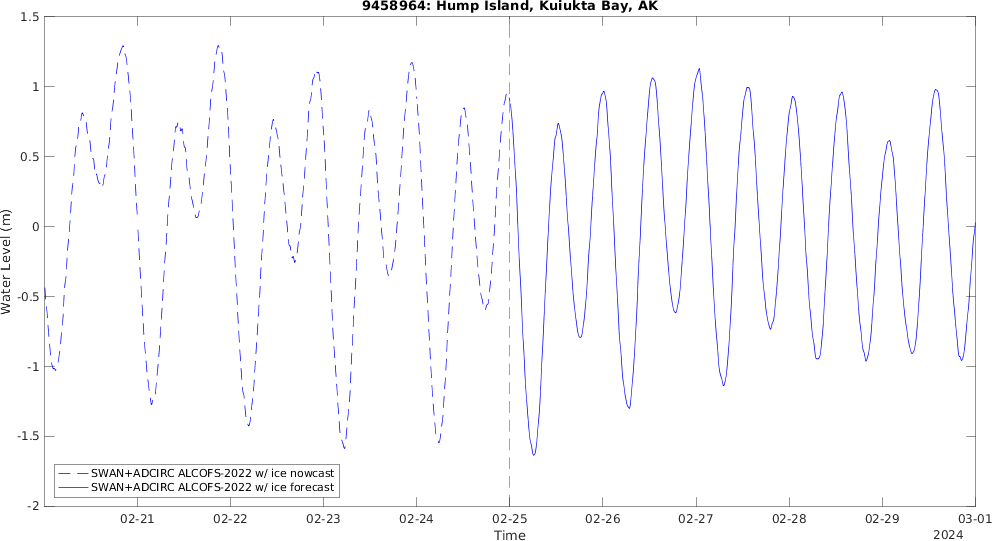 9458964: Hump Island, Kuiukta Bay, AK
Water Level (m)
1.5
1
0.5
0
-0.5
-1
-1.5
-2
SWAN+ADCIRC ALCOFS-2022 w/ ice nowcast
SWAN+ADCIRC ALCOFS-2022 w/ ice forecast
02-21 02-22 02-23 02-24 02-25 02-26 02-27 02-28 02-29 03-01
Time
2024